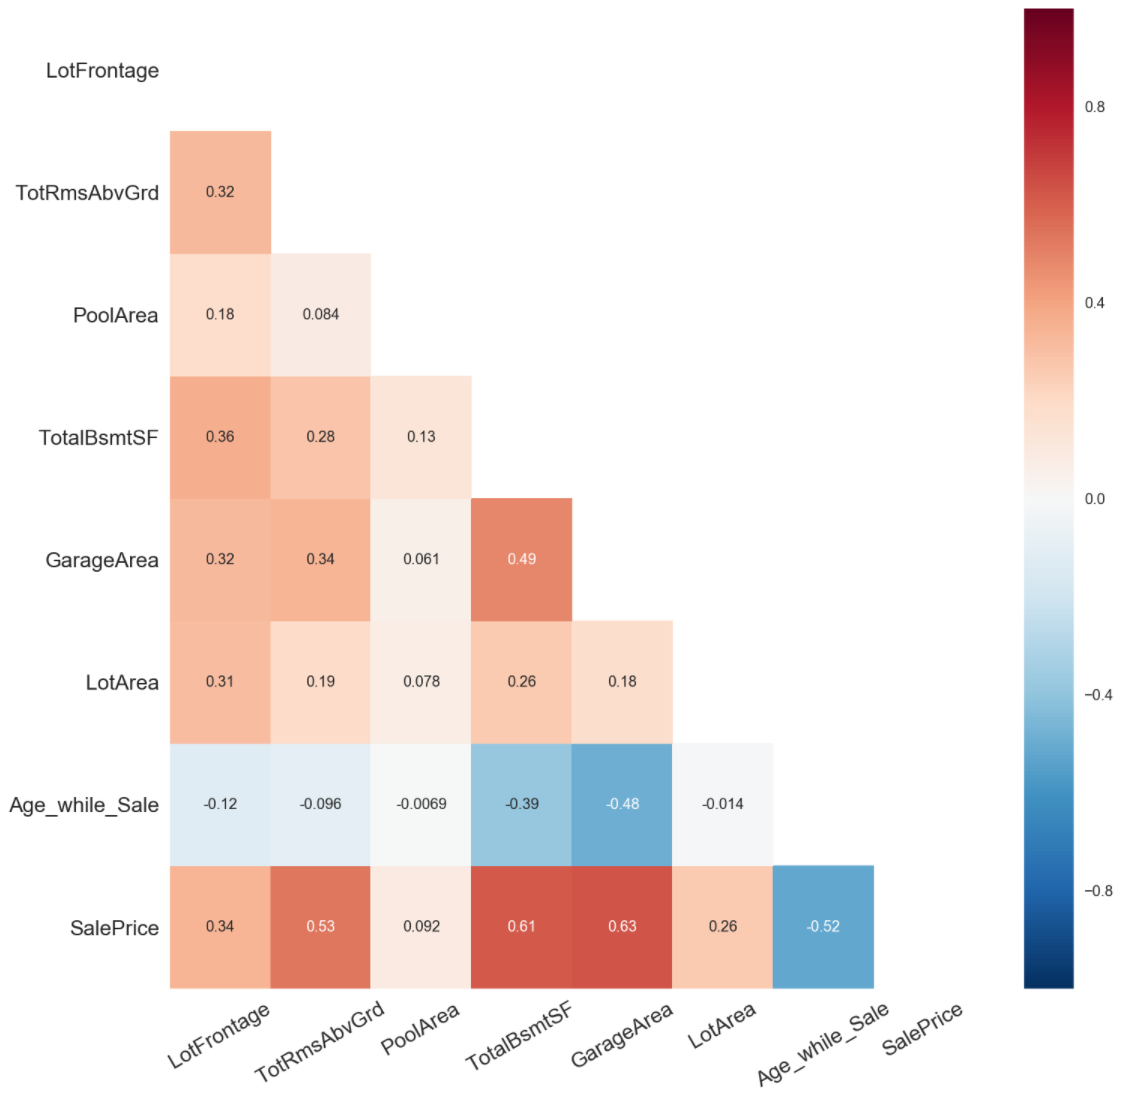 LotFrontage
0.8
TotRmsAbvGrd
0.32
0.4
PoolArea
0.18 0.084
TotalBsmtSF
0.36 0.28 0.13
0.0
GarageArea
0.32 0.34 0.061 0.49
LotArea
0.31 0.19 0.078 0.26 0.18
−0.4
Age_while_Sale
-0.12 -0.096 -0.0069 -0.39 -0.48 -0.014
−0.8
SalePrice
0.34 0.53 0.092 0.61 0.63 0.26 -0.52
LotFrontage TotRmsAbvGrd PoolArea TotalBsmtSF GarageArea LotArea Age_while_Sale SalePrice